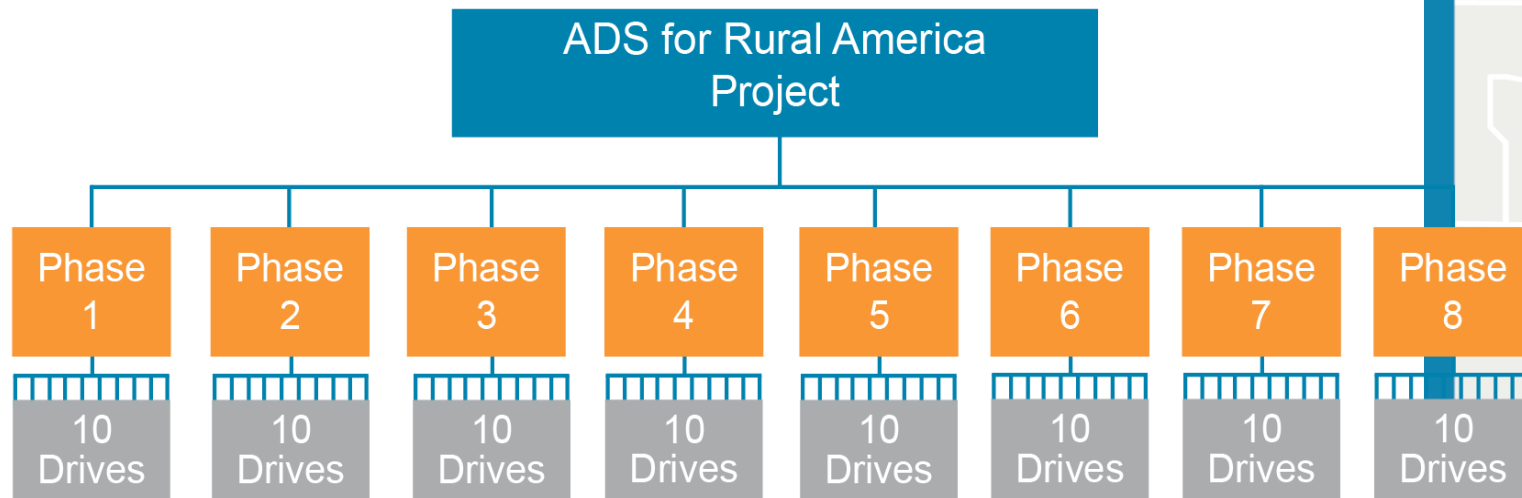 ADS for Rural America
Project
Phase
1
Phase
2
Phase
3
Phase
4
Phase
5
Phase
6
Phase
7
Phase
8
10
Drives
10
Drives
10
Drives
10
Drives
10
Drives
10
Drives
10
Drives
10
Drives